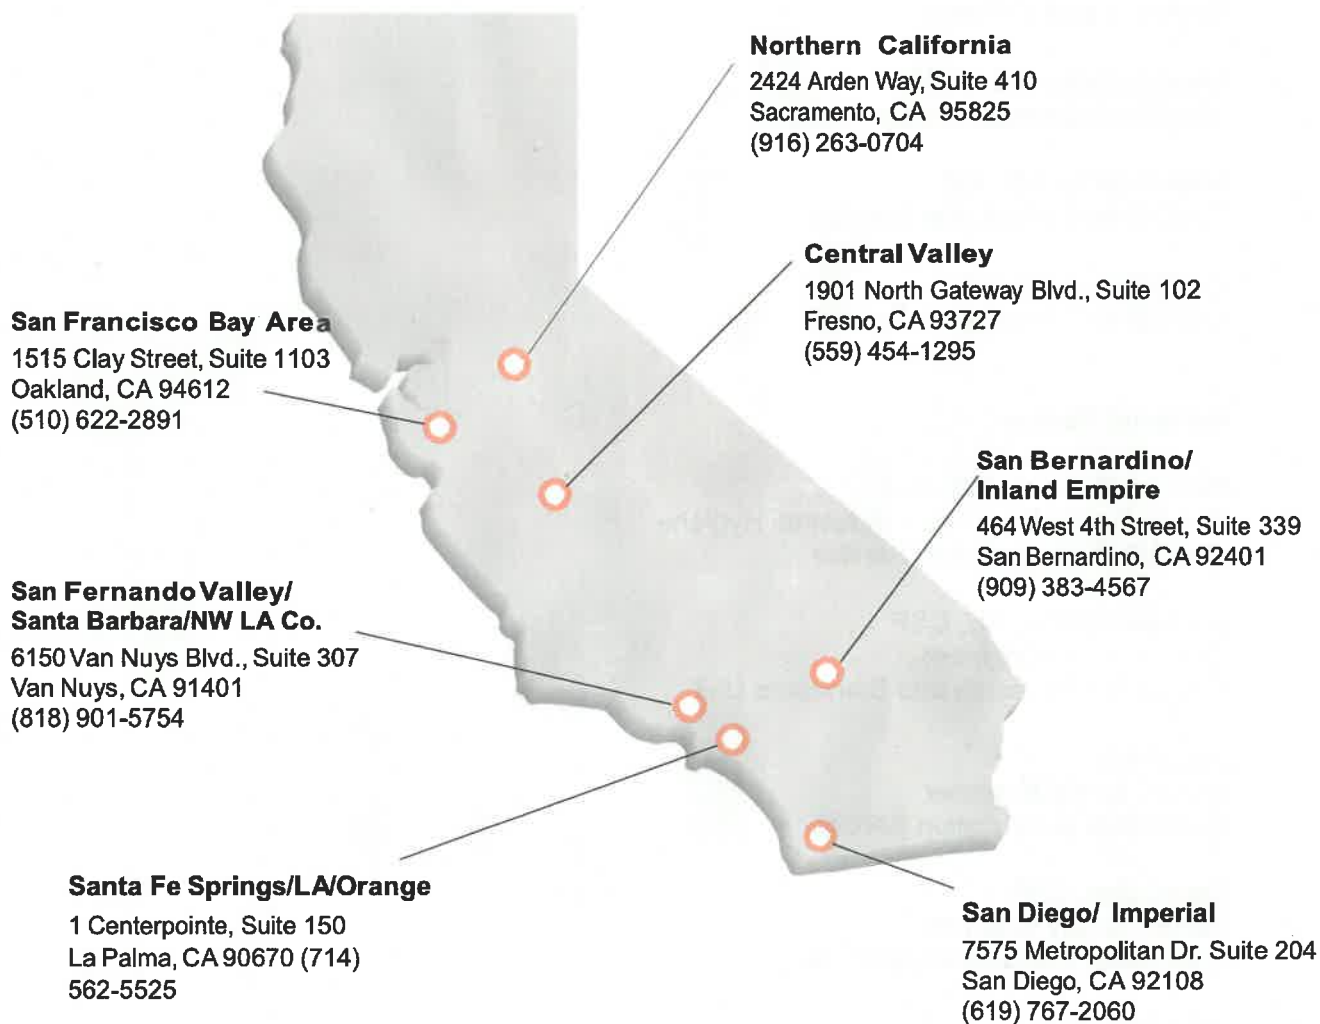 Northern California
2424 Arden Way, Suite 410
Sacramento, CA 95825
(916) 263-0704
Central Valley
1901 North Gateway Blvd., Suite 102
Fresno, CA 93727
(559) 454-1295
San Francisco Bay Area
1515 Clay Street, Suite 1103
Oakland, CA 94612
(510) 622-2891
San Bernardino/
Inland Empire
464 West 4th Street, Suite 339
San Bernardino, CA 92401
(909) 383-4567
San Fernando Valley/
Santa Barbara/NW LA Co.
6150 Van Nuys Blvd., Suite 307
Van Nuys, CA 91401
(818) 901-5754
Santa Fe Springs/LA/Orange
1 Centerpointe, Suite 150
La Palma, CA 90670 (714)
562-5525
San Diego/ Imperial
7575 Metropolitan Dr. Suite 204
San Diego, CA 92108
(619) 767-2060